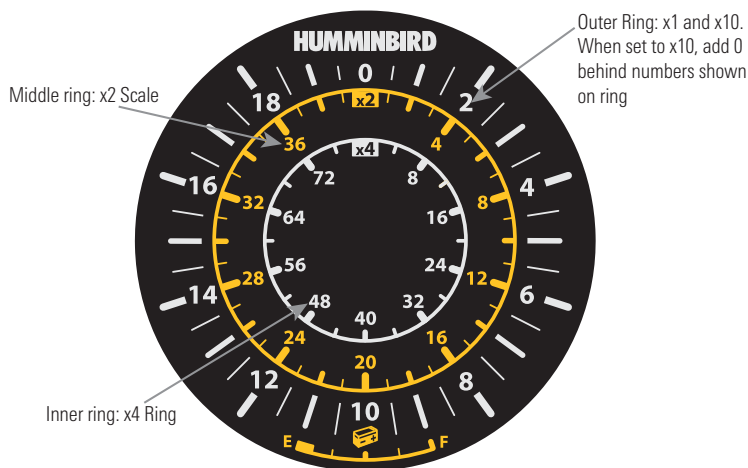 Outer Ring: x1 and x10.
When set to x10, add 0
behind numbers shown
on ring
Middle ring: x2 Scale
Inner ring: x4 Ring
HUMMINBIRD
0
2
4
6
8
10
12
14
16
18
x2
4
8
12
16
20
24
28
32
36
x4
8
16
24
32
40
48
56
64
72
- +
E
F